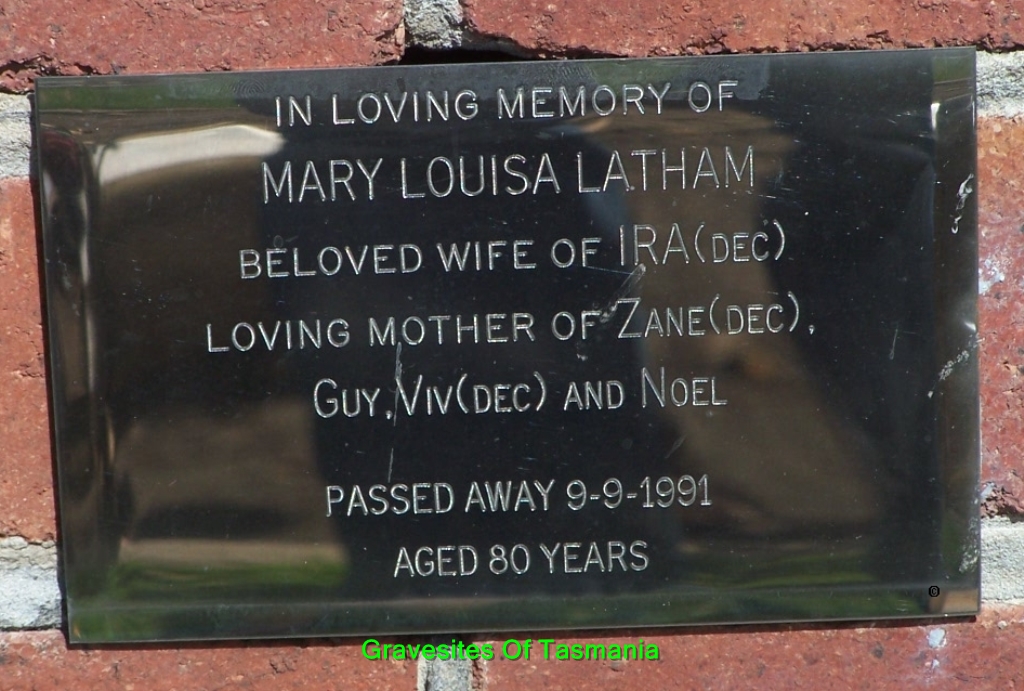 IN LOVING MEMORY OF
MARY LOUISA LATHAM
BELOVED WIFE OF IRA(DEC)
LOVING MOTHER OF ZANE(DEC),
GUY, VIV(DEC) AND NOEL
PASSED AWAY 9-9-1991
AGED 80 YEARS
Gravesites Of Tasmania